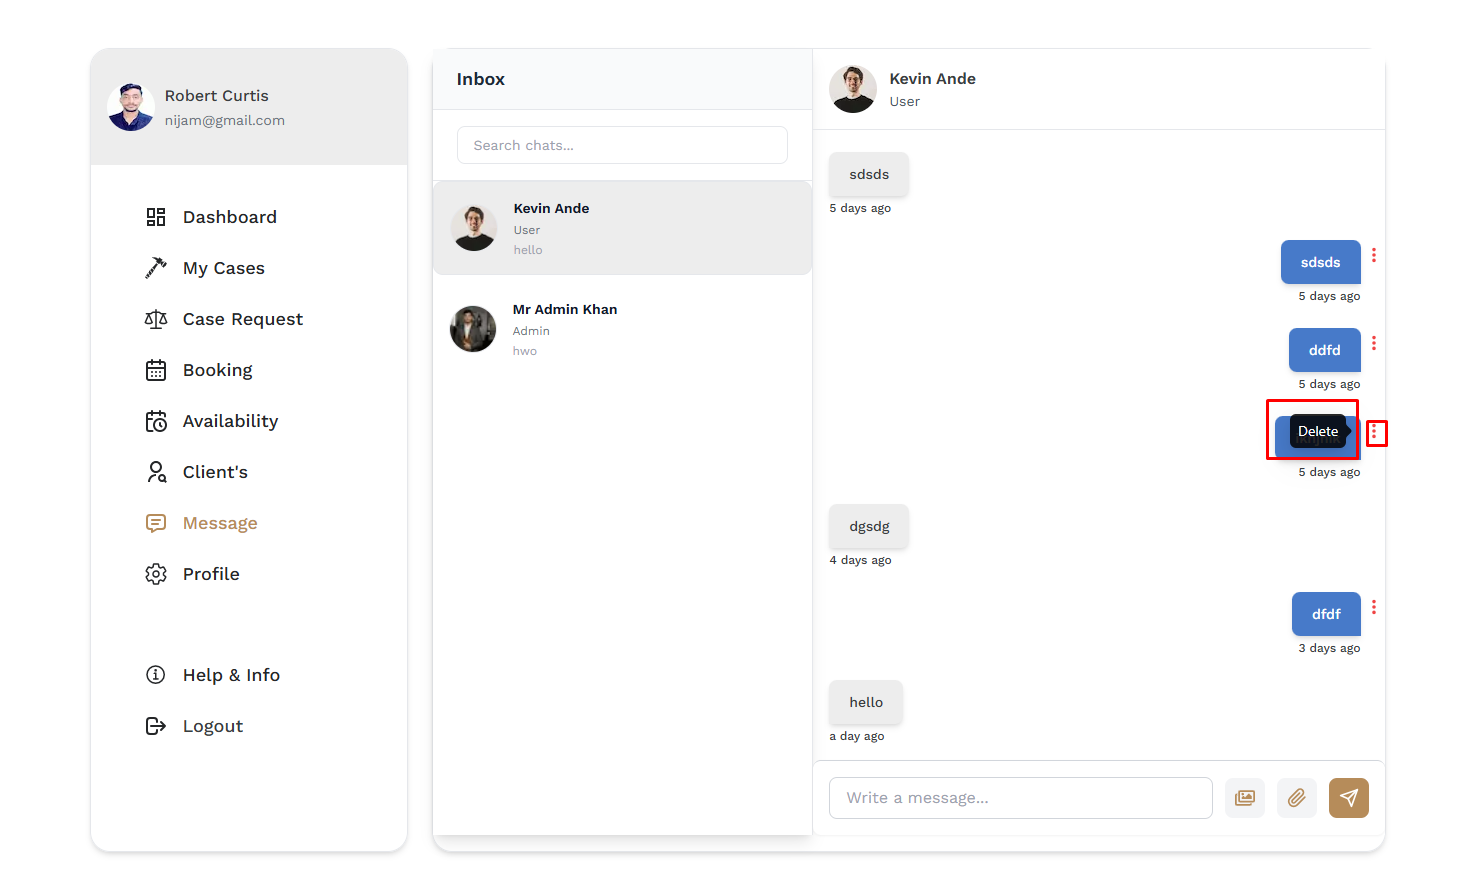 Robert Curtis
nijam@gmail.com
Dashboard
My Cases
Case Request
Booking
Availability
Client's
Message
Profile
Help & Info
Logout
Inbox
Search chats...
Kevin Ande
User
hello
Mr Admin Khan
Admin
hwo
Kevin Ande
User
sdsds
5 days ago
sdsds
5 days ago
ddfd
5 days ago
Delete
5 days ago
dgsdg
4 days ago
dfdf
3 days ago
hello
a day ago
Write a message...